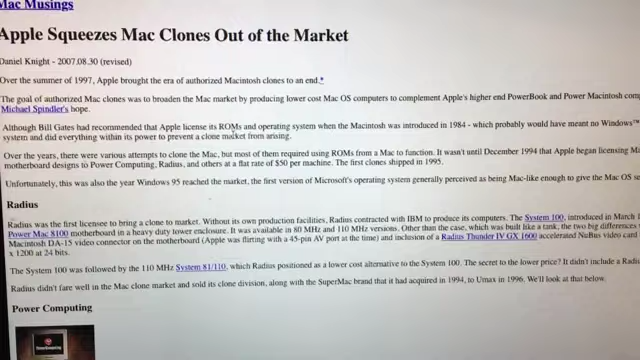 Mac Musings
Apple Squeezes Mac Clones Out of the Market
Daniel Knight - 2007.08.30 (revised)
Over the summer of 1997, Apple brought the era of authorized Macintosh clones to an end.*
The goal of authorized Mac clones was to broaden the Mac market by producing lower cost Mac OS computers to complement Apple's higher end PowerBook and Power Macintosh
Michael Spindler's hope.
Although Bill Gates had recommended that Apple license its ROMs and operating system when the Macintosh was introduced in 1984 - which probably would have meant no Windows™
system and did everything within its power to prevent a clone market from arising.
Over the years, there were various attempts to clone the Mac, but most of them required using ROMs from a Mac to function. It wasn't until December 1994 that Apple began licensing
motherboard designs to Power Computing, Radius, and others at a flat rate of $50 per machine. The first clones shipped in 1995.
Unfortunately, this was also the year Windows 95 reached the market, the first version of Microsoft's operating system generally perceived as being Mac-like enough to give the Mac OS
Radius
Radius was the first licensee to bring a clone to market. Without its own production facilities, Radius contracted with IBM to produce its computers. The System 100, introduced in March
Power Mac 8100 motherboard in a heavy duty tower enclosure. It was available in 80 MHz and 110 MHz versions. Other than the case, which was built like a tank, the two big differences
Macintosh DA-15 video connector on the motherboard (Apple was flirting with a 45-pin AV port at the time) and inclusion of a Radius Thunder IV GX 1600 accelerated NuBus video card
x 1200 at 24 bits.
The System 100 was followed by the 110 MHz System 81/110, which Radius positioned as a lower cost alternative to the System 100. The secret to the lower price? It didn't include a
Radius didn't fare well in the Mac clone market and sold its clone division, along with the SuperMac brand that it had acquired in 1994, to Umax in 1996. We'll look at that below.
Power Computing